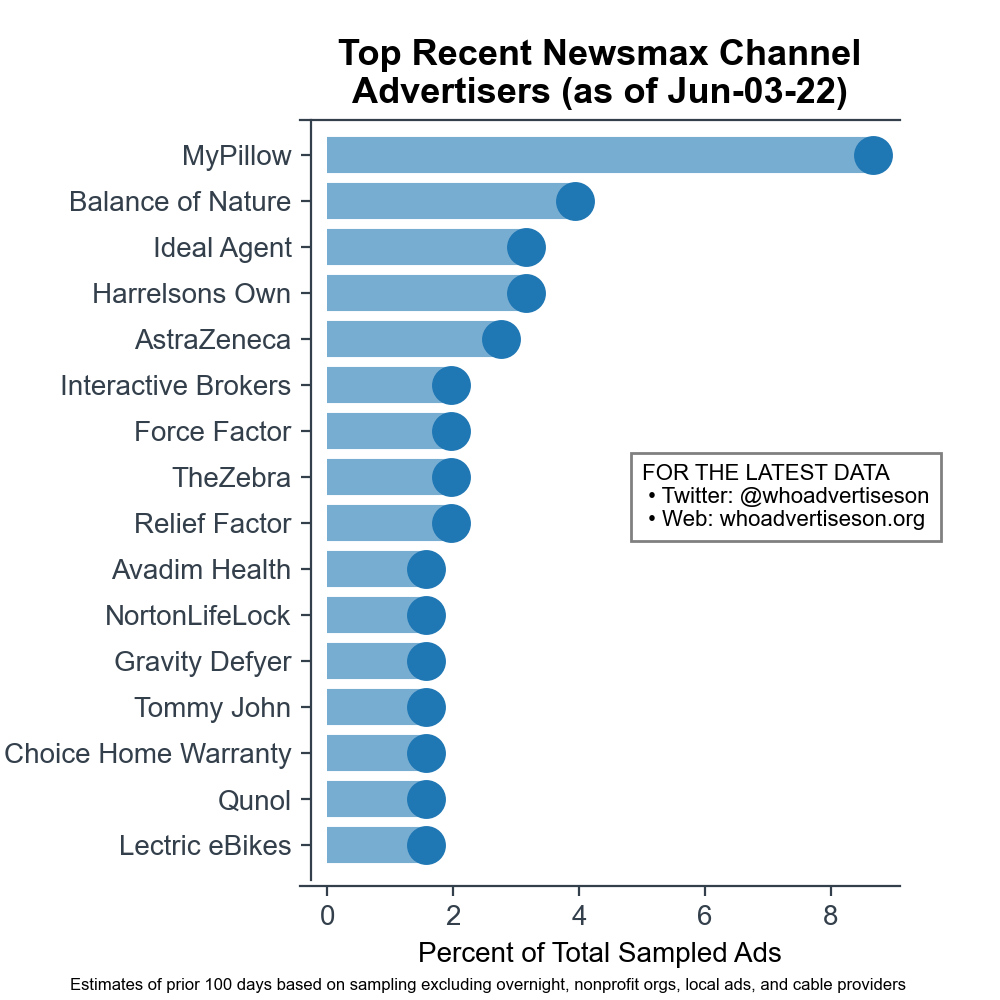 Top Recent Newsmax Channel
Advertisers (as of Jun-03-22)
MyPillow
Balance of Nature
Ideal Agent
Harrelsons Own
AstraZeneca
Interactive Brokers
Force Factor
TheZebra
Relief Factor
Avadim Health
NortonLifeLock
Gravity Defyer
Tommy John
Choice Home Warranty
Qunol
Lectric eBikes
FOR THE LATEST DATA
• Twitter: @whoadvertiseson
• Web: whoadvertiseson.org
0 2 4 6 8
Percent of Total Sampled Ads
Estimates of prior 100 days based on sampling excluding overnight, nonprofit orgs, local ads, and cable providers